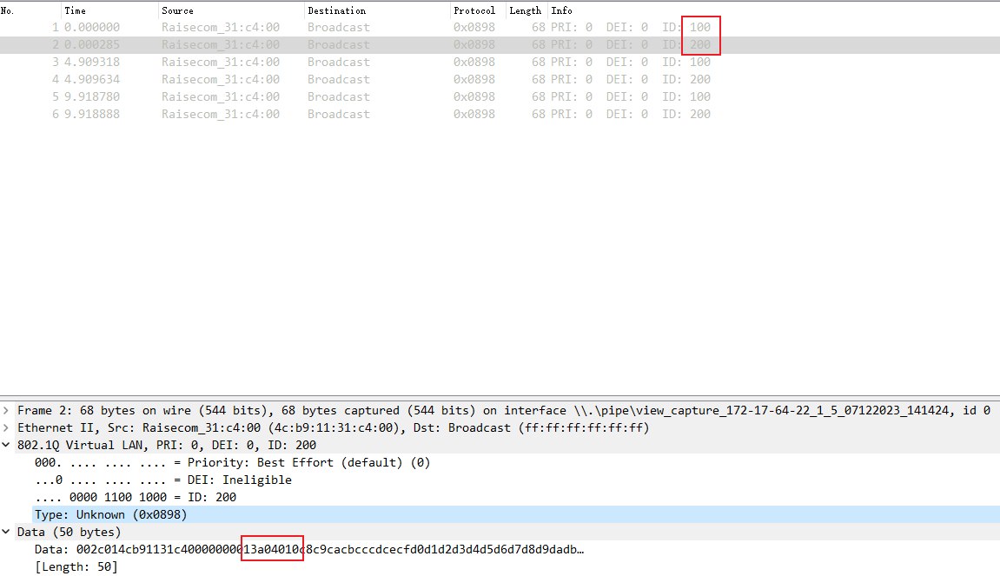 No. Time Source Destination Protocol Length Info
1 0.000000 Raisecom_31:c4:00 Broadcast 0x0898 68 PRI: 0 DEI: 0 ID: 100
2 0.000285 Raisecom_31:c4:00 Broadcast 0x0898 68 PRI: 0 DEI: 0 ID: 200
3 4.909318 Raisecom_31:c4:00 Broadcast 0x0898 68 PRI: 0 DEI: 0 ID: 100
4 4.909634 Raisecom_31:c4:00 Broadcast 0x0898 68 PRI: 0 DEI: 0 ID: 200
5 9.918780 Raisecom_31:c4:00 Broadcast 0x0898 68 PRI: 0 DEI: 0 ID: 100
6 9.918888 Raisecom_31:c4:00 Broadcast 0x0898 68 PRI: 0 DEI: 0 ID: 200
Frame 2: 68 bytes on wire (544 bits), 68 bytes captured (544 bits) on interface \\.\pipe\view_capture_172-17-64-22_1_5_07122023_141424, id 0
Ethernet II, Src: Raisecom_31:c4:00 (4c:b9:11:31:c4:00), Dst: Broadcast (ff:ff:ff:ff:ff:ff)
802.1Q Virtual LAN, PRI: 0, DEI: 0, ID: 200
000. .... .... .... = Priority: Best Effort (default) (0)
...0 .... .... .... = DEI: Ineligible
.... 0000 1100 1000 = ID: 200
Type: Unknown (0x0898)
Data (50 bytes)
Data: 002c014cb91131c40000000013a04010c8c9cacbcccdcecfd0d1d2d3d4d5d6d7d8d9dadb…
[Length: 50]